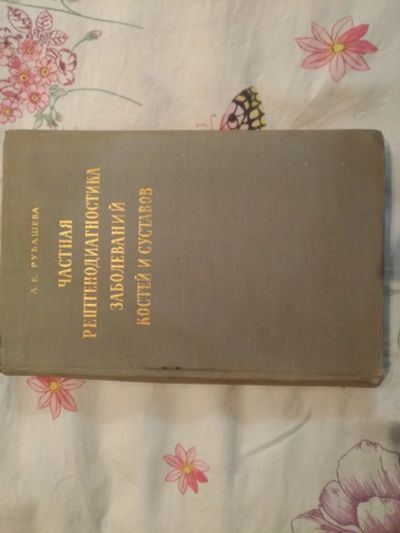 А. Е. РУБАШЕВА
ЧАСТНАЯ
РЕНТГЕНОДИАГНОСТИКА
ЗАБОЛЕВАНИЙ
КОСТЕЙ И СУСТАВОВ